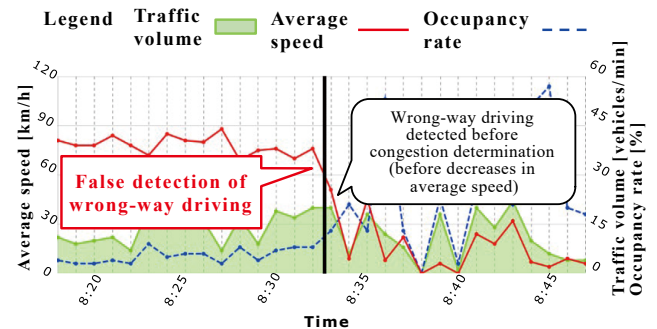 Legend
Traffic volume
Average speed
Occupancy rate
120
90
60
30
0
Average speed [km/h]
60
45
30
15
0
Traffic volume [vehicles/min]
Occupancy rate [%]
False detection of
wrong-way driving
Wrong-way driving
detected before
congestion determination
(before decreases in
average speed)
8:20
8:25
8:30
8:35
8:40
8:45
Time